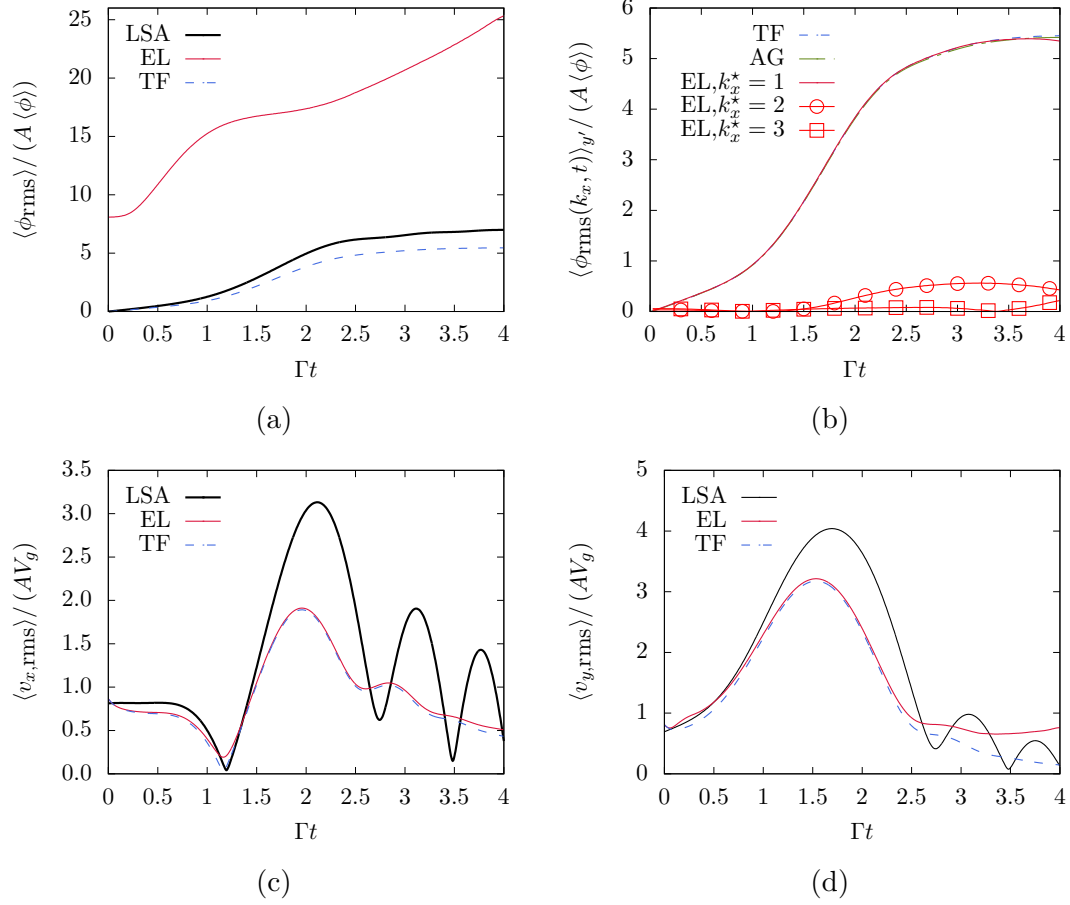 25
20
15
10
5
0
⟨ϕrms⟩/ (A ⟨ϕ⟩)
LSA
EL
TF
0 0.5 1 1.5 2 2.5 3 3.5 4
Γt
(a)
6
5
4
3
2
1
0
⟨ϕrms(kx, t)⟩y′/ (A ⟨ϕ⟩)
TF
AG
EL,k⋆x = 1
EL,k⋆x = 2
EL,k⋆x = 3
0 0.5 1 1.5 2 2.5 3 3.5 4
Γt
(b)
3.5
3.0
2.5
2.0
1.5
1.0
0.5
0.0
⟨vx,rms⟩/ (AVg)
LSA
EL
TF
0 0.5 1 1.5 2 2.5 3 3.5 4
Γt
(c)
5
4
3
2
1
0
⟨vy,rms⟩/ (AVg)
LSA
EL
TF
0 0.5 1 1.5 2 2.5 3 3.5 4
Γt
(d)